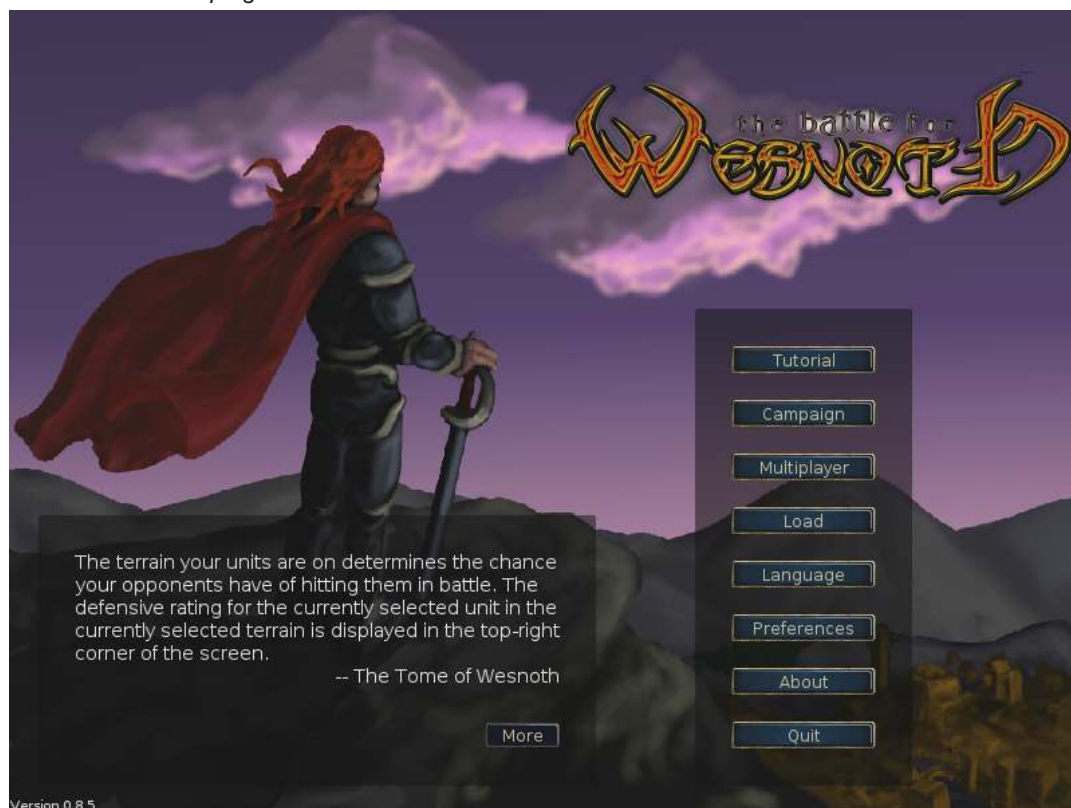 the battle for
WESNOTH
Tutorial
Campaign
Multiplayer
Load
Language
Preferences
About
Quit
The terrain your units are on determines the chance
your opponents have of hitting them in battle. The
defensive rating for the currently selected unit in the
currently selected terrain is displayed in the top-right
corner of the screen.
-- The Tome of Wesnoth
More
Version 0.8.5